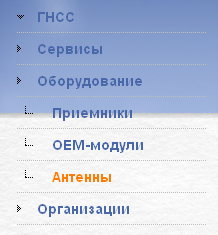 ГНСС
Сервисы
Оборудование
Приемники
OEM-модули
Антенны
Организации